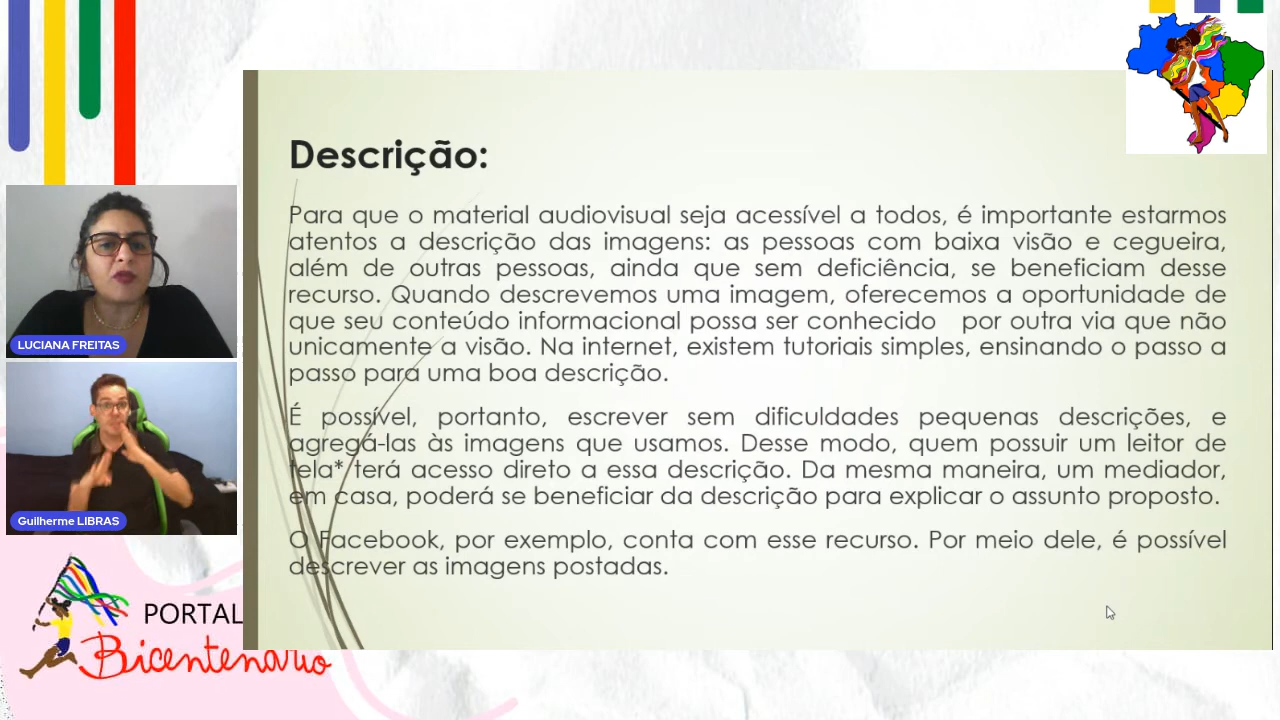 Descrição:
Para que o material audiovisual seja acessível a todos, é importante estarmos
atentos a descrição das imagens: as pessoas com baixa visão e cegueira,
além de outras pessoas, ainda que sem deficiência, se beneficiam desse
recurso. Quando descrevemos uma imagem, oferecemos a oportunidade de
que seu conteúdo informacional possa ser conhecido por outra via que não
unicamente a visão. Na internet, existem tutoriais simples, ensinando o passo a
passo para uma boa descrição.
É possível, portanto, escrever sem dificuldades pequenas descrições, e
agregá-las às imagens que usamos. Desse modo, quem possuir um leitor de
tela* terá acesso direto a essa descrição. Da mesma maneira, um mediador,
em casa, poderá se beneficiar da descrição para explicar o assunto proposto.
O Facebook, por exemplo, conta com esse recurso. Por meio dele, é possível
descrever as imagens postadas.
LUCIANA FREITAS
Guilherme LIBRAS
PORTAL
Bicentenário